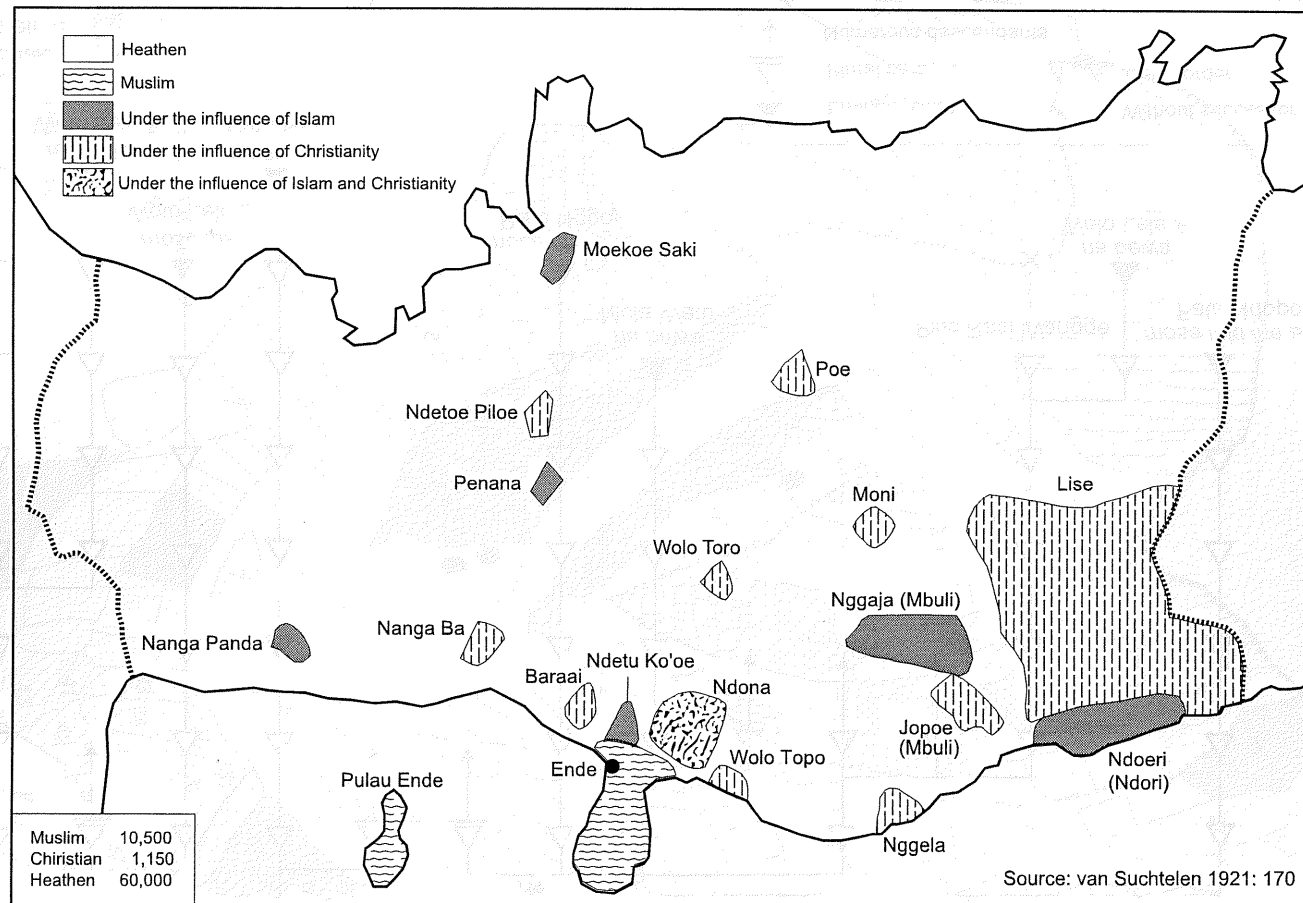 Heathen
Muslim
Under the influence of Islam
Under the influence of Christianity
Under the influence of Islam and Christianity
Moekoe Saki
Poe
Ndetoe Piloe
Penana
Moni
Lise
Wolo Toro
Nggaja (Mbuli)
Nanga Panda
Nanga Ba
Ndetu Ko'oe
Baraai
Ndona
Jopoe
(Mbuli)
Wolo Topo
Ende
Ndoeri
(Ndori)
Pulau Ende
Nggela
Muslim 10,500
Chiristian 1,150
Heathen 60,000
Source: van Suchtelen 1921: 170